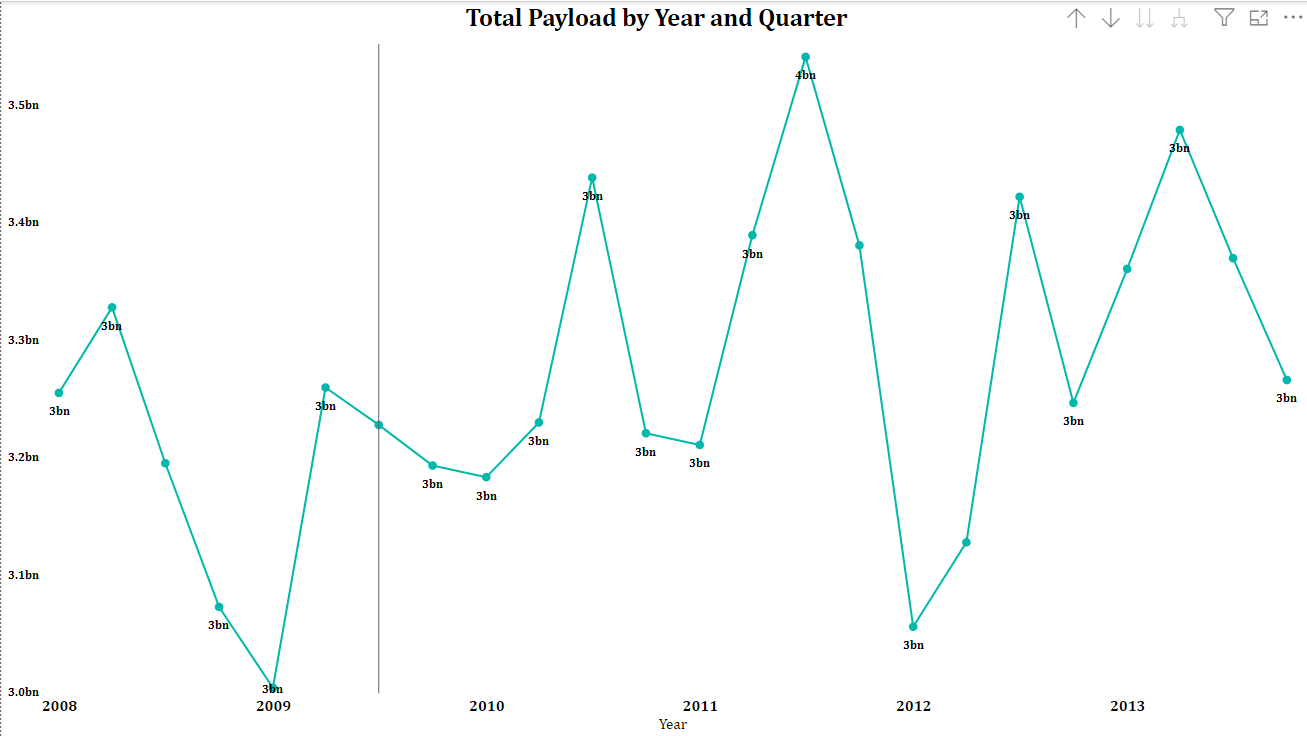 Total Payload by Year and Quarter
3.5bn
3.4bn
3.3bn
3.2bn
3.1bn
3.0bn
3bn
3bn
3bn
3bn
3bn
3bn
3bn
3bn
3bn
3bn
3bn
3bn
4bn
3bn
3bn
3bn
3bn
3bn
2008 2009 2010 2011 2012 2013
Year